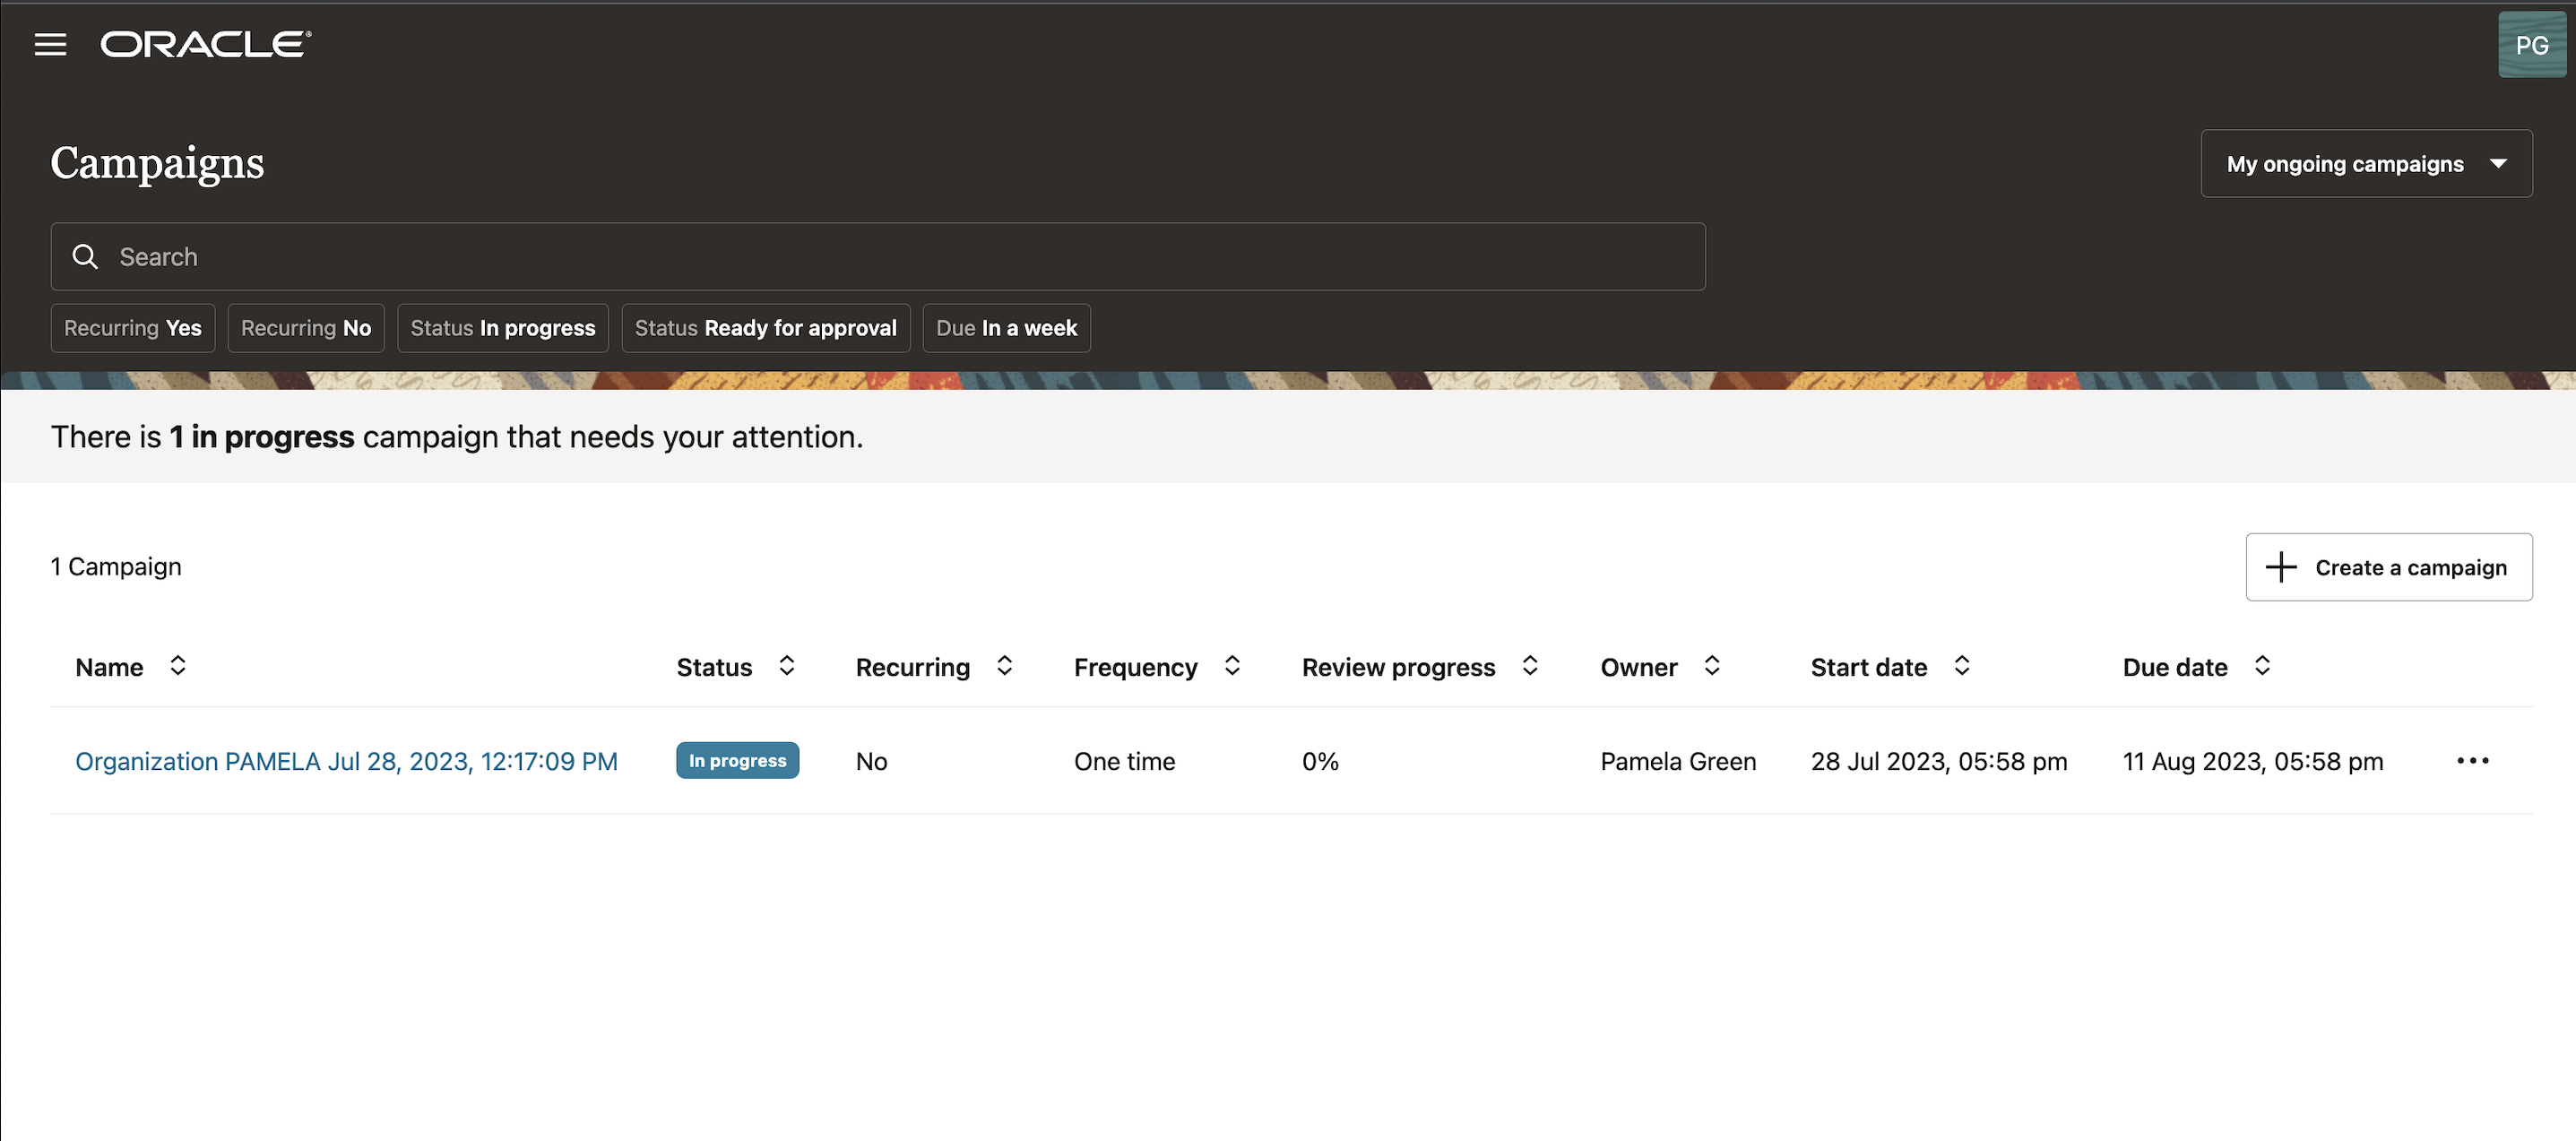 ORACLE
PG
Campaigns
My ongoing campaigns
Search
Recurring Yes
Recurring No
Status In progress
Status Ready for approval
Due In a week
There is 1 in progress campaign that needs your attention.
1 Campaign
Create a campaign
Name Status Recurring Frequency Review progress Owner Start date Due date
Organization PAMELA Jul 28, 2023, 12:17:09 PM In progress No One time 0% Pamela Green 28 Jul 2023, 05:58 pm 11 Aug 2023, 05:58 pm